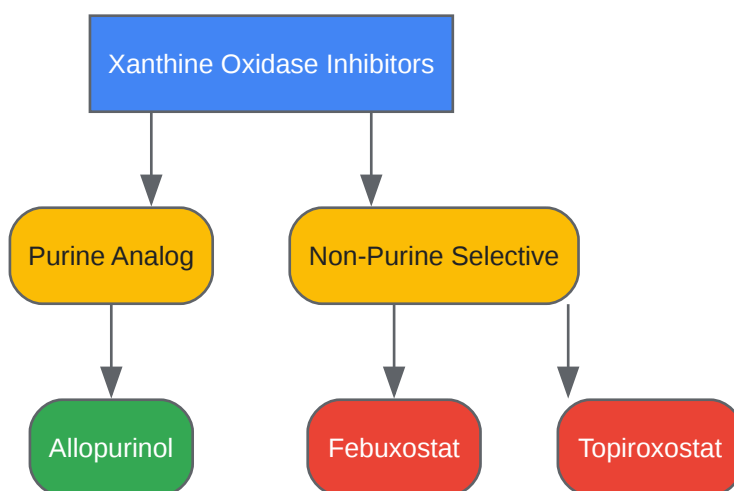 Xanthine Oxidase Inhibitors
Purine Analog
Non-Purine Selective
Allopurinol
Febuxostat
Topiroxostat